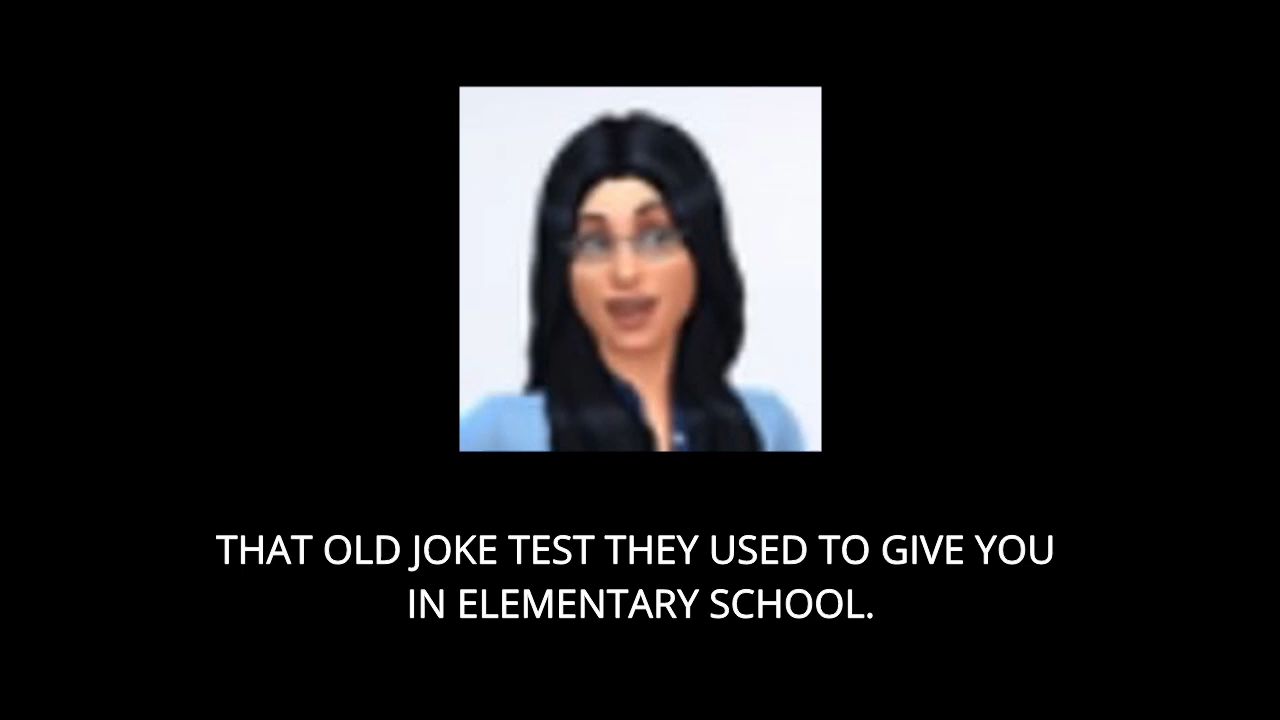 THAT OLD JOKE TEST THEY USED TO GIVE YOU
IN ELEMENTARY SCHOOL.